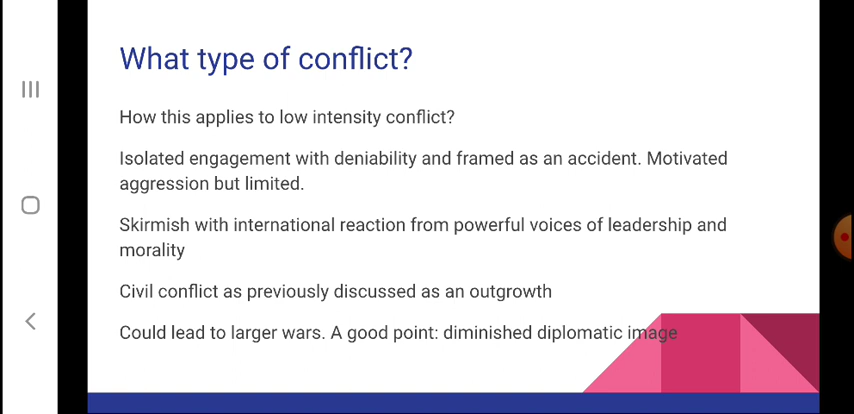 What type of conflict?
How this applies to low intensity conflict?
Isolated engagement with deniability and framed as an accident. Motivated
aggression but limited.
Skirmish with international reaction from powerful voices of leadership and
morality
Civil conflict as previously discussed as an outgrowth
Could lead to larger wars. A good point: diminished diplomatic image